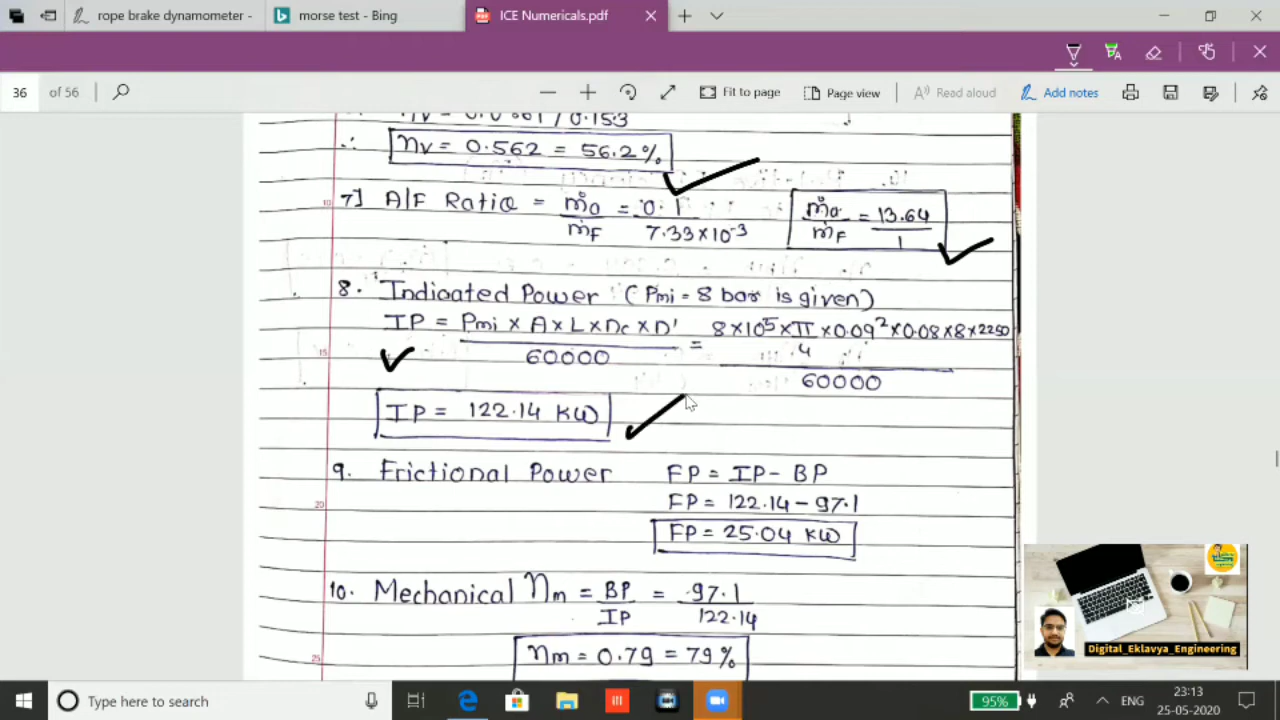 rope brake dynamometer -
morse test - Bing
ICE Numericals.pdf
36 of 56
Fit to page
Page view
Read aloud
Add notes
∴ ηv = 0.562 = 56.2%
7] A/F Ratio = ṁa/ṁF = 0.1/7.33×10⁻³
ṁa/ṁF = 13.64/1
8. Indicated Power (Pmi = 8 bar is given)
IP = Pmi × A × L × nc × n'/60000 = 8×10⁵×π/4×0.09²×0.08×8×2250/60000
IP = 122.14 KW
9. Frictional Power FP = IP - BP
FP = 122.14 - 97.1
FP = 25.04 KW
10. Mechanical ηm = BP/IP = 97.1/122.14
ηm = 0.79 = 79%
10
15
20
25
Digital_Eklavya_Engineering
Type here to search
95%
ENG
23:13
25-05-2020